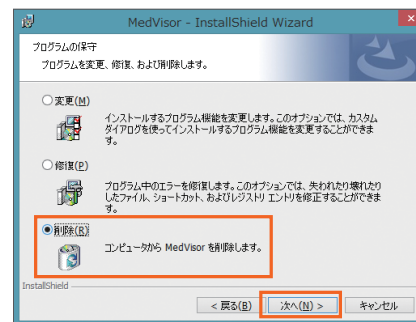 MedVisor - InstallShield Wizard
プログラムの保守
プログラムを変更、修復、および削除します。
変更(M)
インストールするプログラム機能を変更します。このオプションでは、カスタム
ダイアログを使ってインストールするプログラム機能を変更することができま
す。
修復(P)
プログラム中のエラーを修復します。このオプションでは、失われたり壊れたり
したファイル、ショートカット、およびレジストリ エントリを修正することができま
す。
削除(R)
コンピュータから MedVisor を削除します。
InstallShield
< 戻る(B)
次へ(N) >
キャンセル